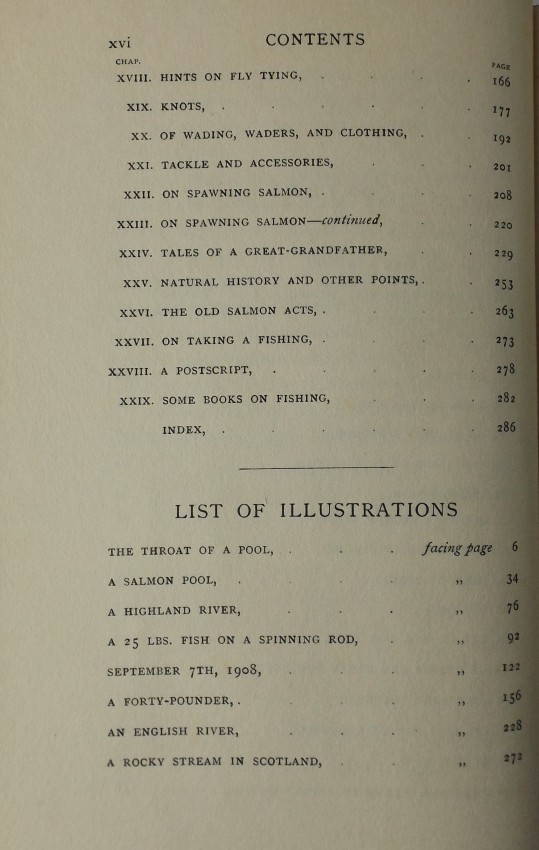 xvi CONTENTS
CHAP. PAGE
XVIII. HINTS ON FLY TYING, . . . . 166
XIX. KNOTS, . . . . . . 177
XX. OF WADING, WADERS, AND CLOTHING, . . 192
XXI. TACKLE AND ACCESSORIES, . . . 201
XXII. ON SPAWNING SALMON, . . . . 208
XXIII. ON SPAWNING SALMON—continued, . . 220
XXIV. TALES OF A GREAT-GRANDFATHER, . . 229
XXV. NATURAL HISTORY AND OTHER POINTS, . . 253
XXVI. THE OLD SALMON ACTS, . . . . 263
XXVII. ON TAKING A FISHING, . . . . 273
XXVIII. A POSTSCRIPT, . . . . . 278
XXIX. SOME BOOKS ON FISHING, . . . 282
INDEX, . . . . . . 286
LIST OF ILLUSTRATIONS
THE THROAT OF A POOL, . . . facing page 6
A SALMON POOL, . . . . „ 34
A HIGHLAND RIVER, . . . „ 76
A 25 LBS. FISH ON A SPINNING ROD, . „ 92
SEPTEMBER 7TH, 1908, . . . „ 122
A FORTY-POUNDER, . . . . „ 156
AN ENGLISH RIVER, . . . „ 228
A ROCKY STREAM IN SCOTLAND, . . „ 272